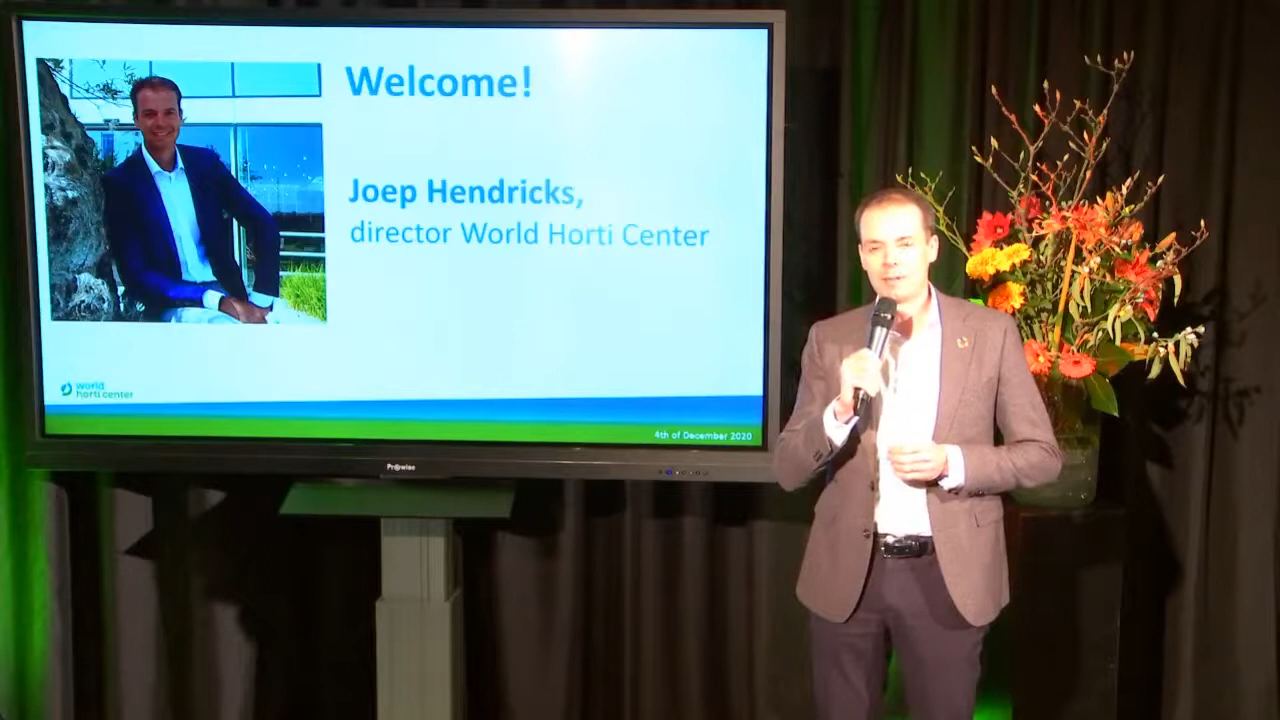 Welcome!
Joep Hendricks,
director World Horti Center
world
horti center
4th of December 2020
Prowise